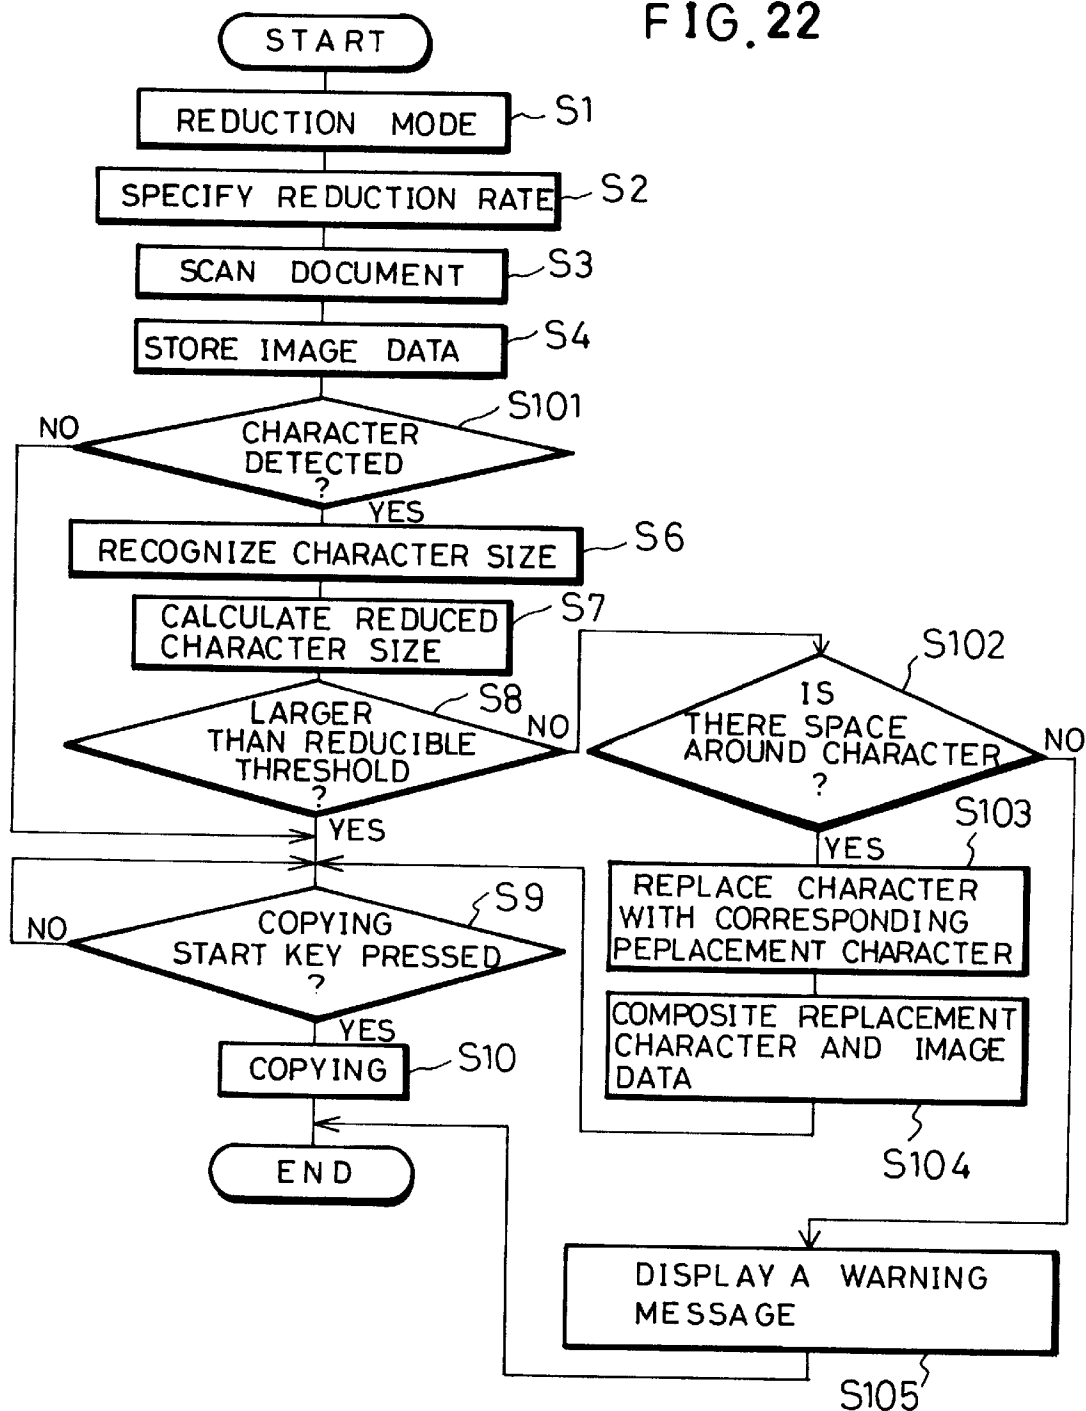 FIG. 22
START
REDUCTION MODE
S1
SPECIFY REDUCTION RATE
S2
SCAN DOCUMENT
S3
STORE IMAGE DATA
S4
S101
NO
CHARACTER
DETECTED
?
YES
RECOGNIZE CHARACTER SIZE
S6
CALCULATE REDUCED
CHARACTER SIZE
S7
S8
LARGER
THAN REDUCIBLE
THRESHOLD
?
NO
YES
S102
IS
THERE SPACE
AROUND CHARACTER
?
NO
YES
S103
REPLACE CHARACTER
WITH CORRESPONDING
PEPLACEMENT CHARACTER
COMPOSITE REPLACEMENT
CHARACTER AND IMAGE
DATA
S104
S9
COPYING
START KEY PRESSED
?
NO
YES
COPYING
S10
END
DISPLAY A WARNING
MESSAGE
S105